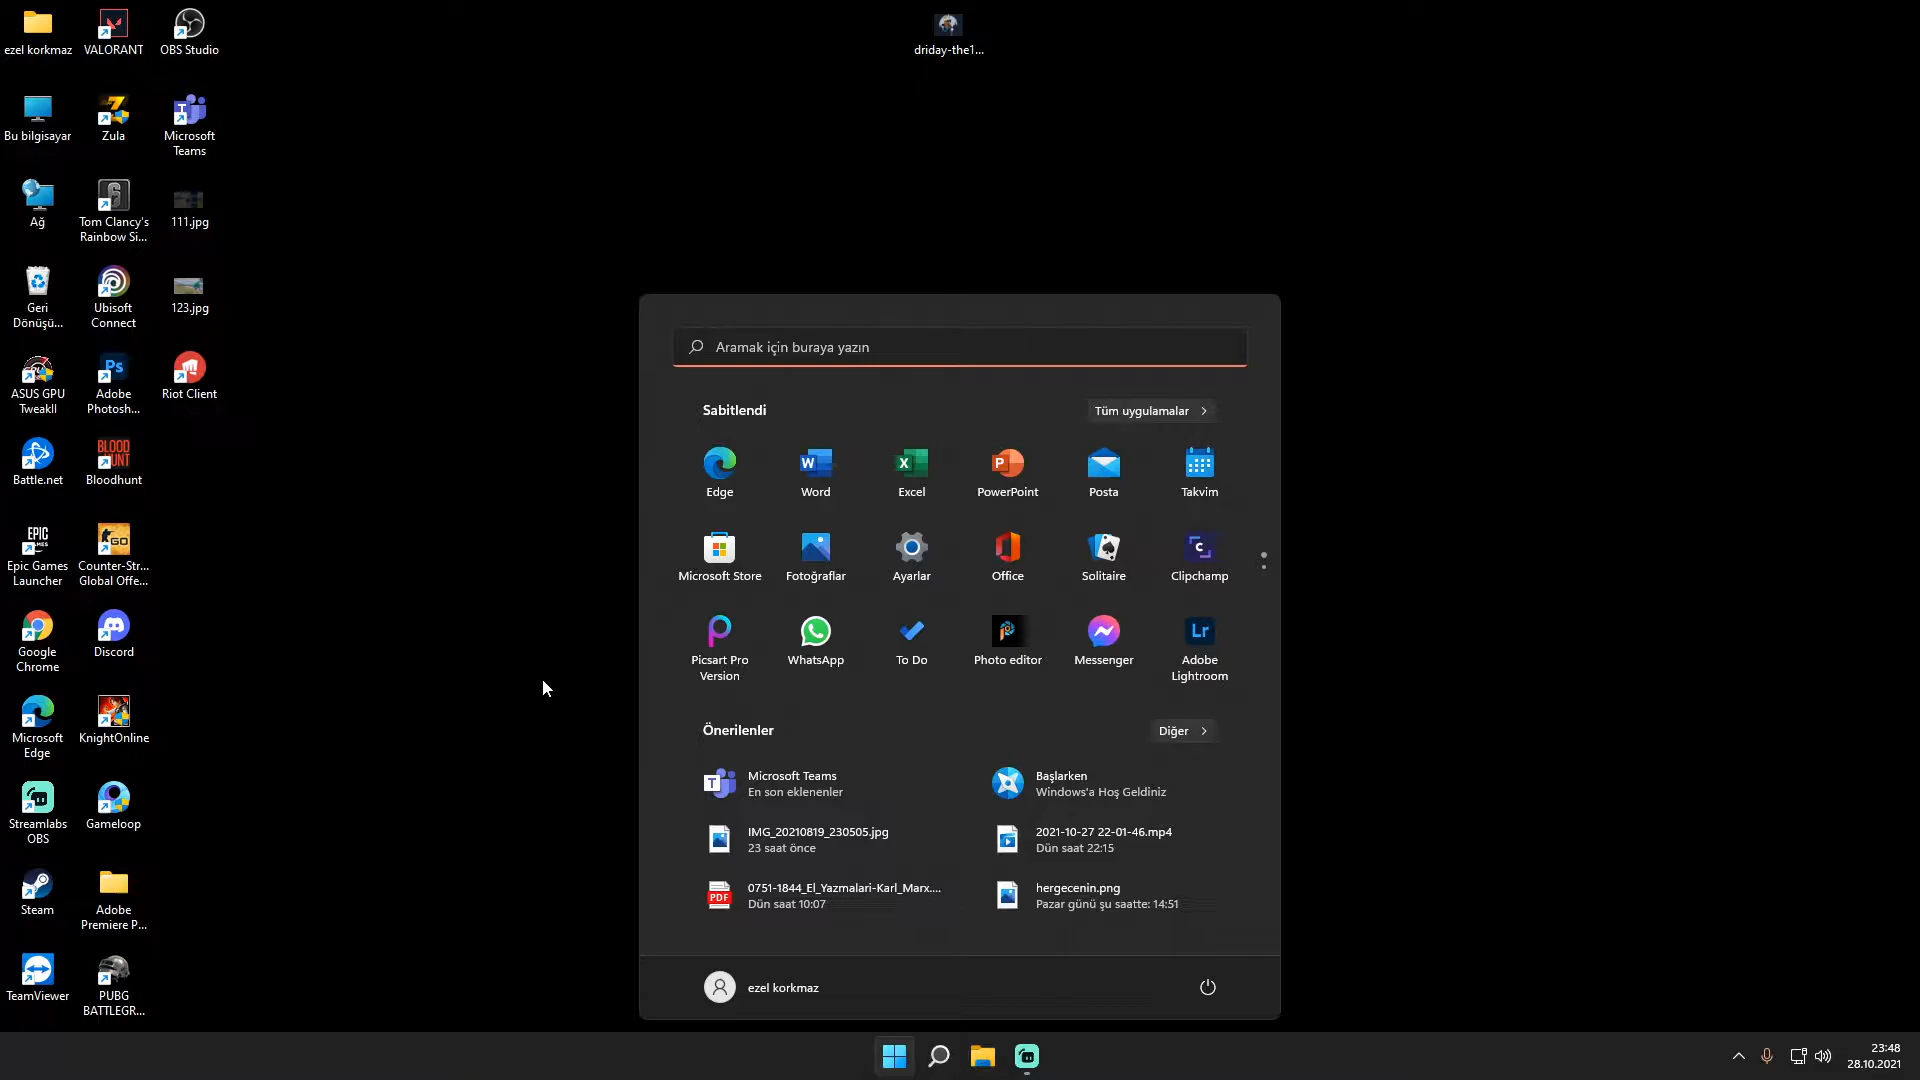 ezel korkmaz
VALORANT
OBS Studio
driday-the1...
Bu bilgisayar
Zula
Microsoft
Teams
Ağ
Tom Clancy's
Rainbow Si...
111.jpg
Geri
Dönüşü...
Ubisoft
Connect
123.jpg
ASUS GPU
TweakII
Adobe
Photosh...
Riot Client
Battle.net
Bloodhunt
Epic Games
Launcher
Counter-Str...
Global Offe...
Google
Chrome
Discord
Microsoft
Edge
KnightOnline
Streamlabs
OBS
Gameloop
Steam
Adobe
Premiere P...
TeamViewer
PUBG
BATTLEGR...
Aramak için buraya yazın
Sabitlendi
Tüm uygulamalar
Edge
Word
Excel
PowerPoint
Posta
Takvim
Microsoft Store
Fotoğraflar
Ayarlar
Office
Solitaire
Clipchamp
Picsart Pro
Version
WhatsApp
To Do
Photo editor
Messenger
Adobe
Lightroom
Önerilenler
Diğer
Microsoft Teams
En son eklenenler
Başlarken
Windows'a Hoş Geldiniz
IMG_20210819_230505.jpg
23 saat önce
2021-10-27 22-01-46.mp4
Dün saat 22:15
0751-1844_El_Yazmalari-Karl_Marx....
Dün saat 10:07
hergecenin.png
Pazar günü şu saatte: 14:51
ezel korkmaz
23:48
28.10.2021